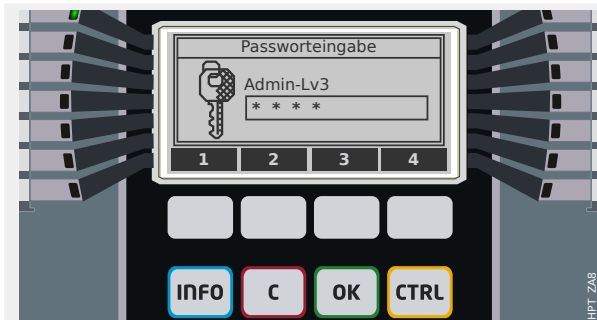 Passworteingabe
Admin-Lv3
* * * *
1 2 3 4
INFO C OK CTRL
HPT ZA8